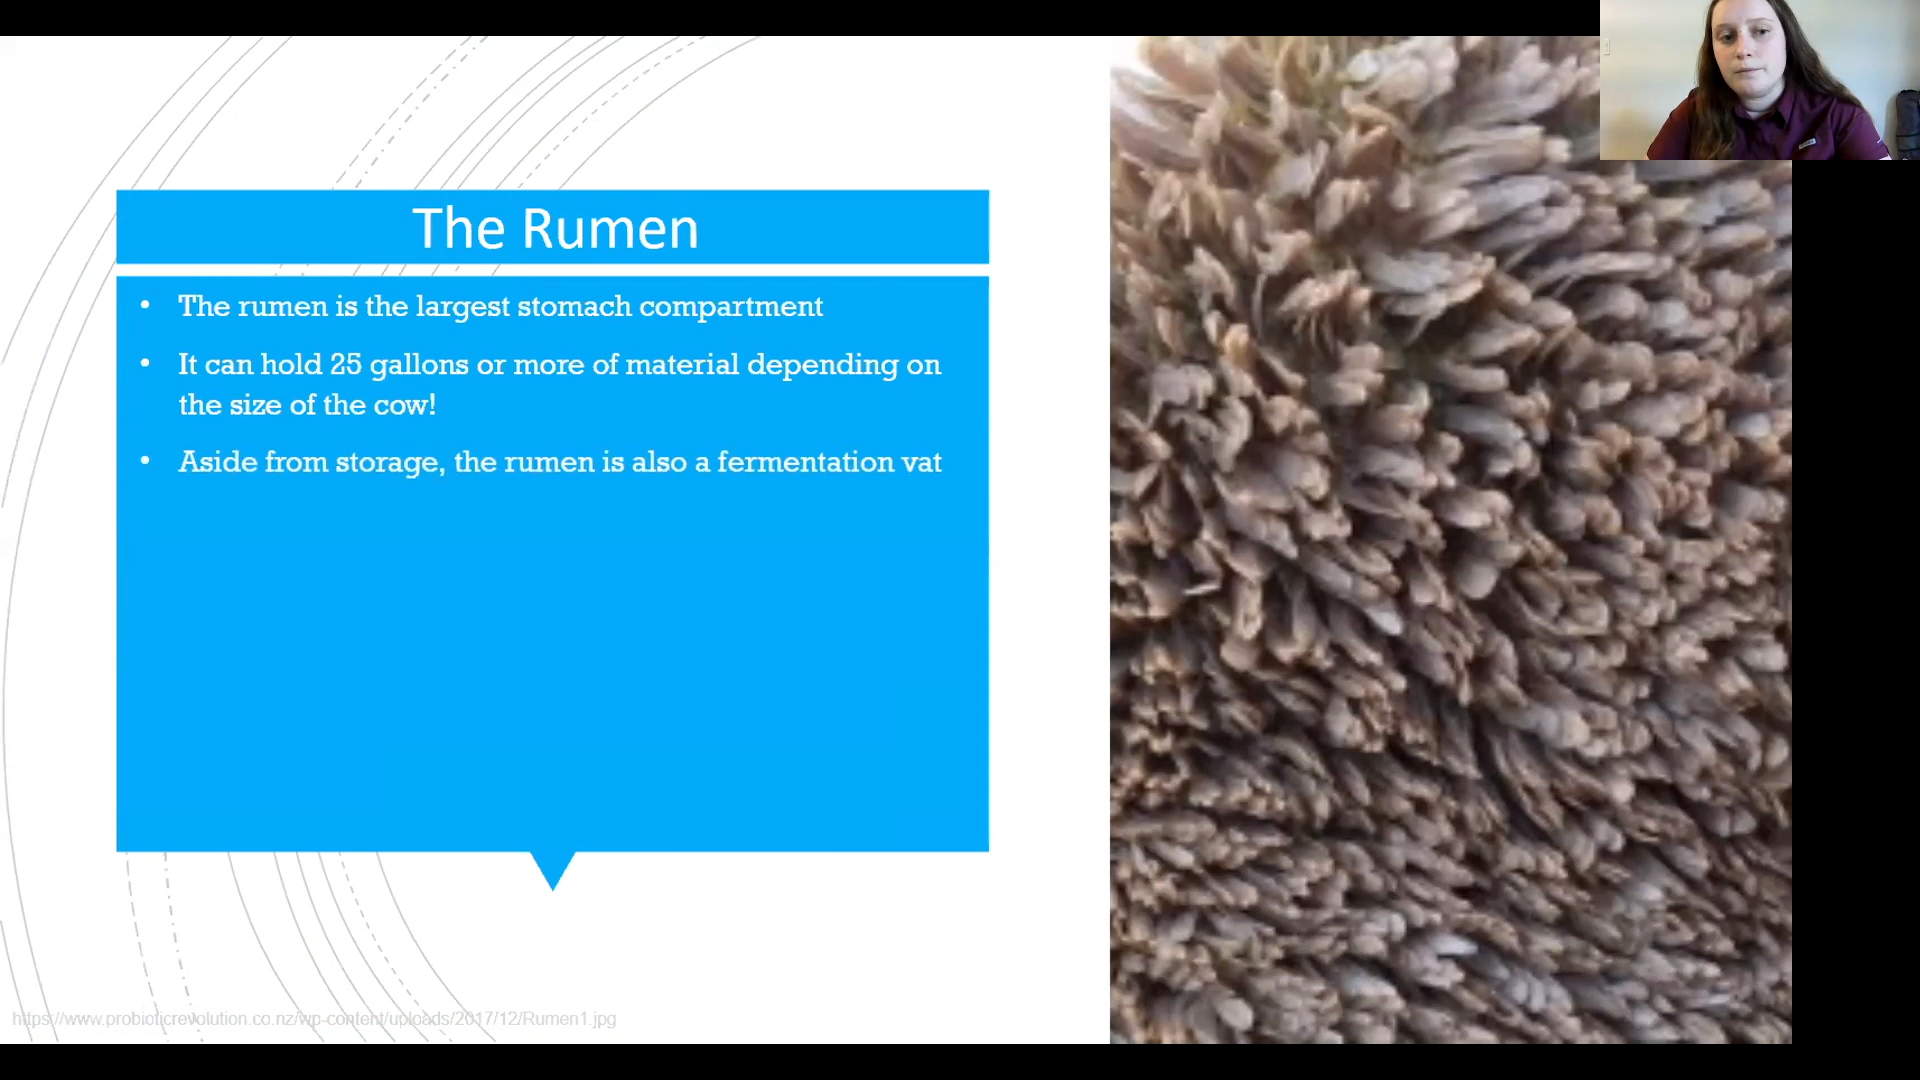 The Rumen
• The rumen is the largest stomach compartment
• It can hold 25 gallons or more of material depending on
the size of the cow!
• Aside from storage, the rumen is also a fermentation vat
https://www.probioticrevolution.co.nz/wp-content/uploads/2017/12/Rumen1.jpg